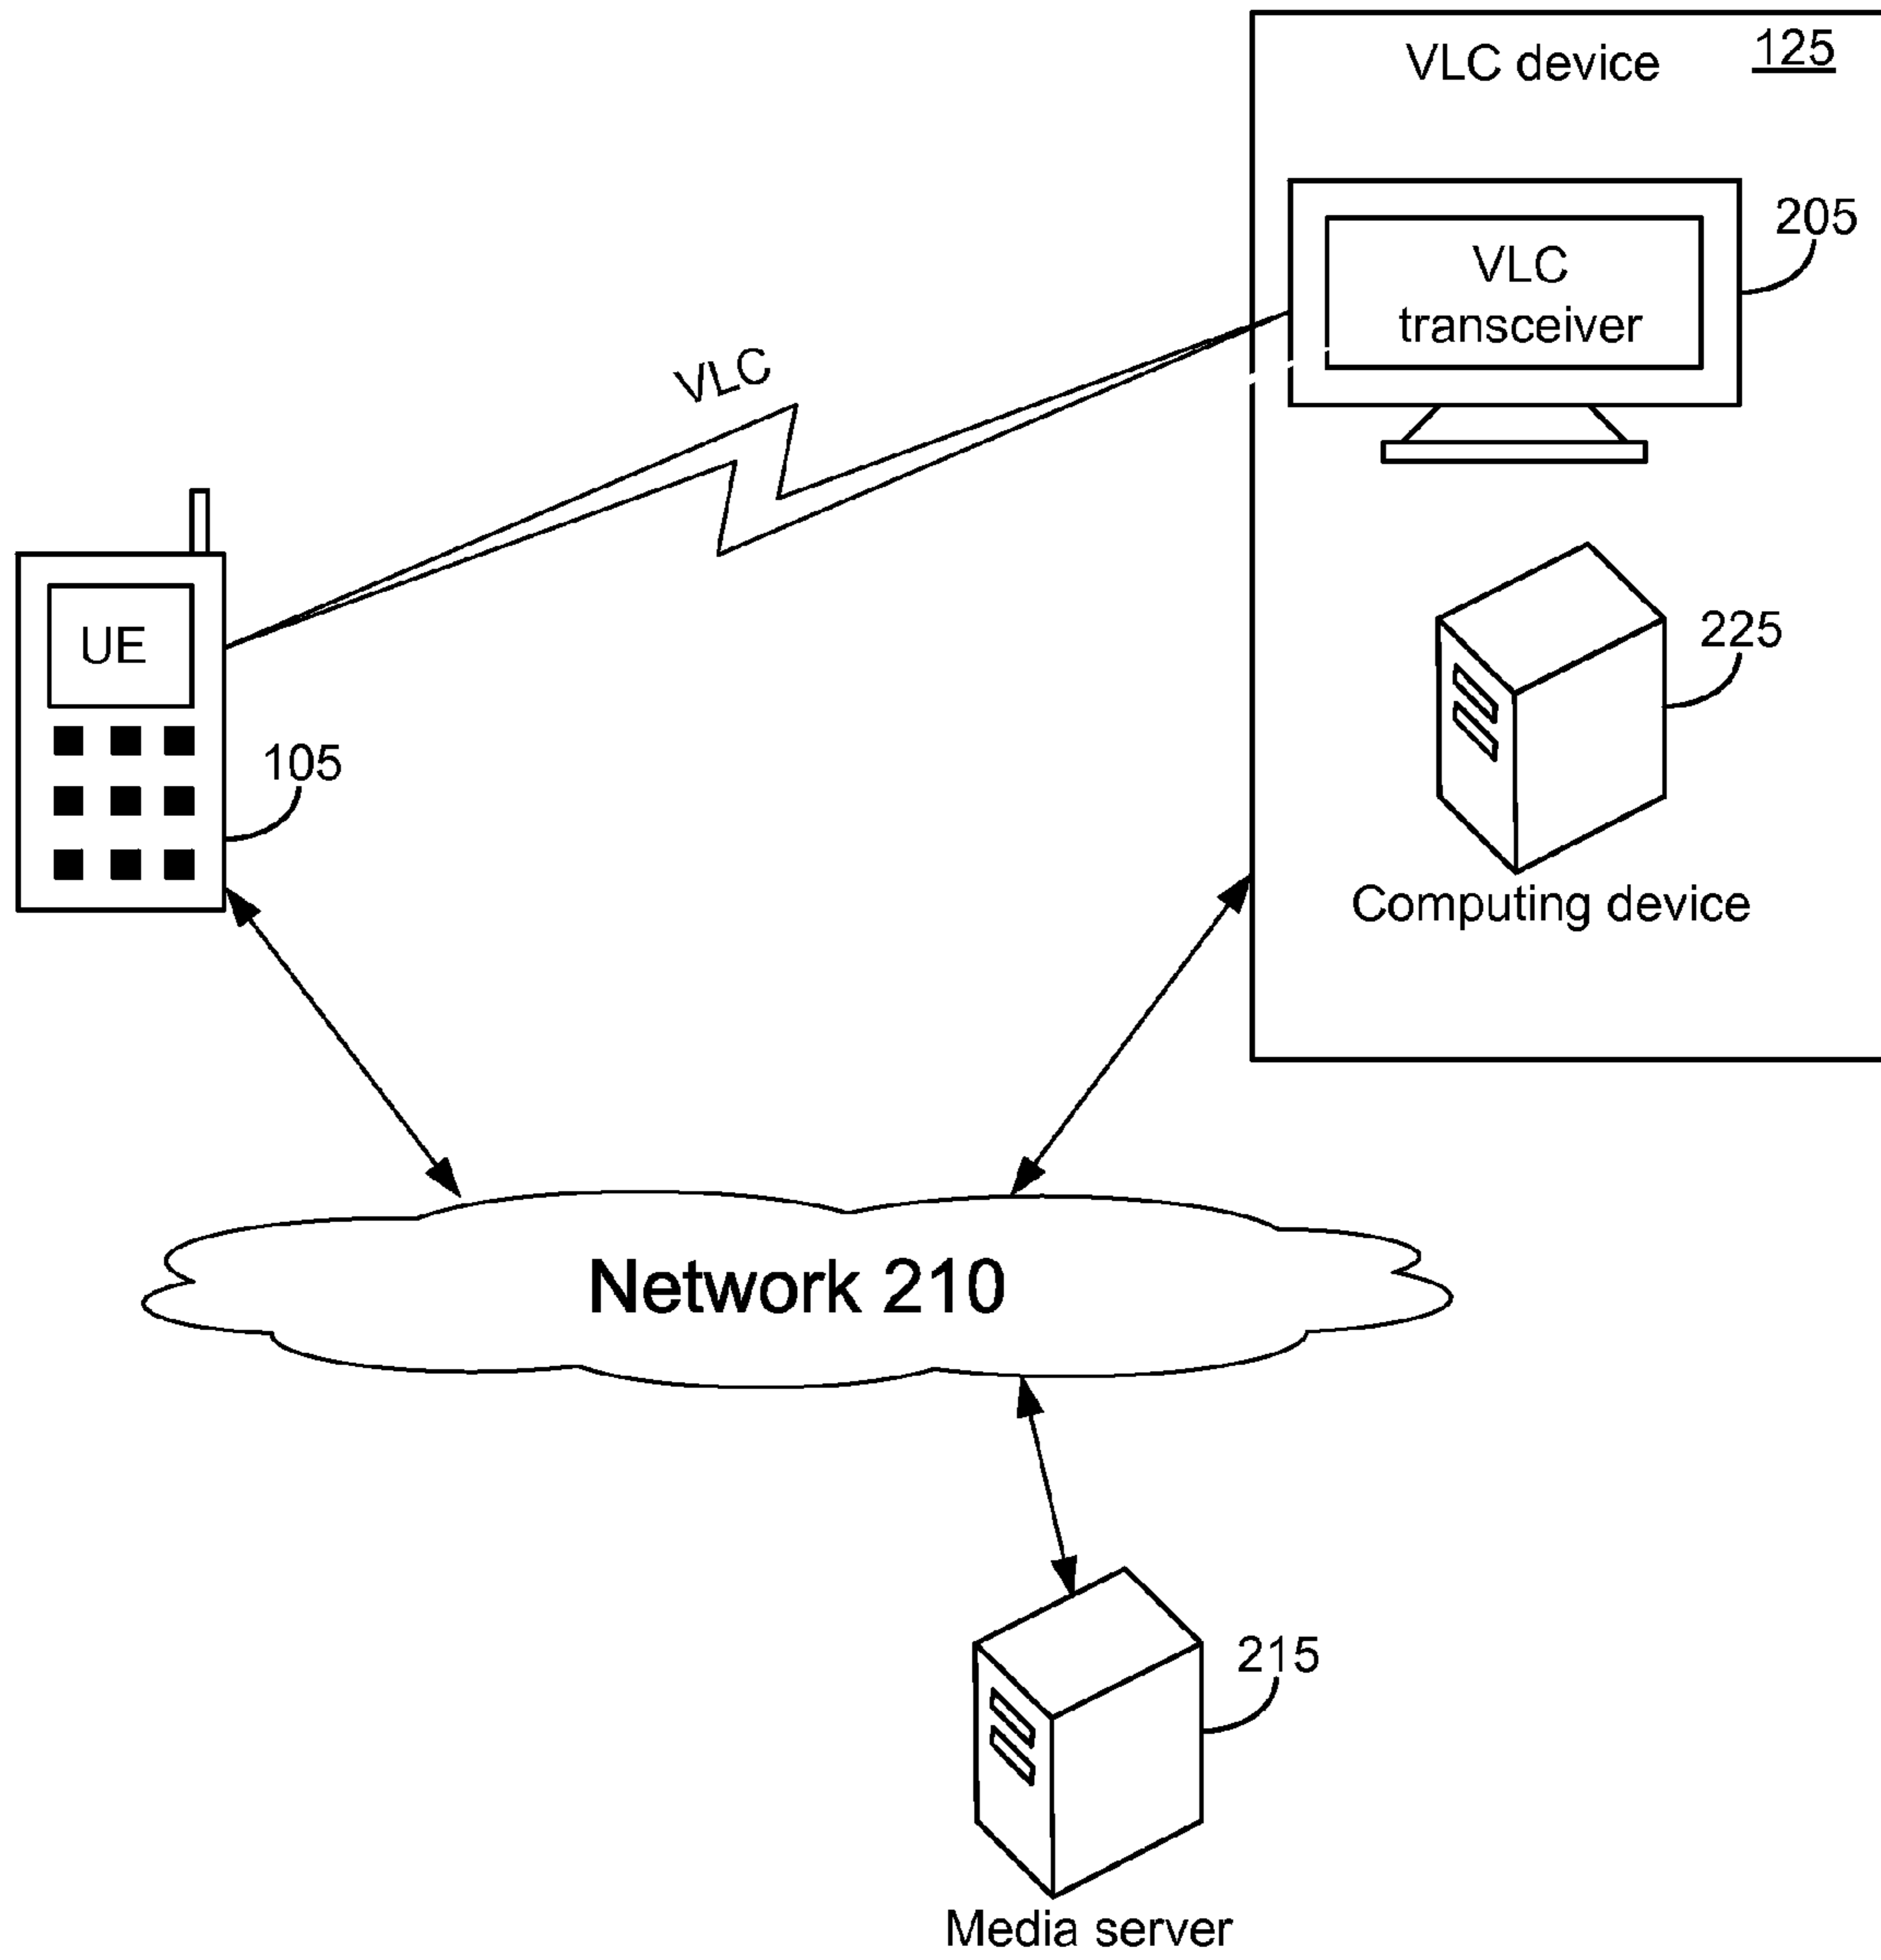 VLC device 125
VLC
transceiver
205
VLC
UE
105
225
Computing device
Network 210
215
Media server